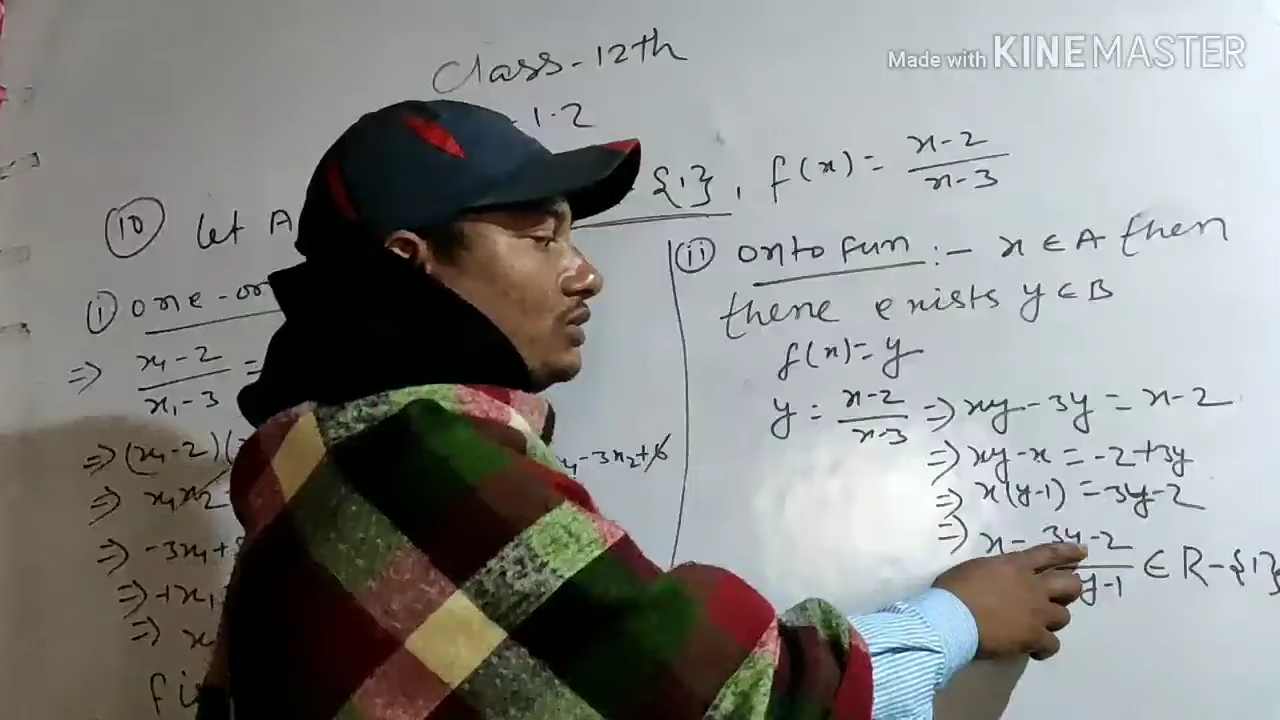 Made with KINEMASTER
Class-12th
1.2
⑩ Let A - {1}, f(x) = x-2/x-3
① one-on
⇒ x₁-2/x₁-3 =
⇒ (x₁-2)(
-3x₂+6
⇒ x₁x₂
⇒ -3x₁+
⇒ +x₁
⇒ x
fi
ⅱ onto fun :- x ∈ A then
there exists y ∈ B
f(x) = y
y = x-2/x-3 ⇒ xy - 3y = x - 2
⇒ xy - x = -2+3y
⇒ x(y-1) = 3y-2
⇒ x = 3y-2/y-1 ∈ R-{1}